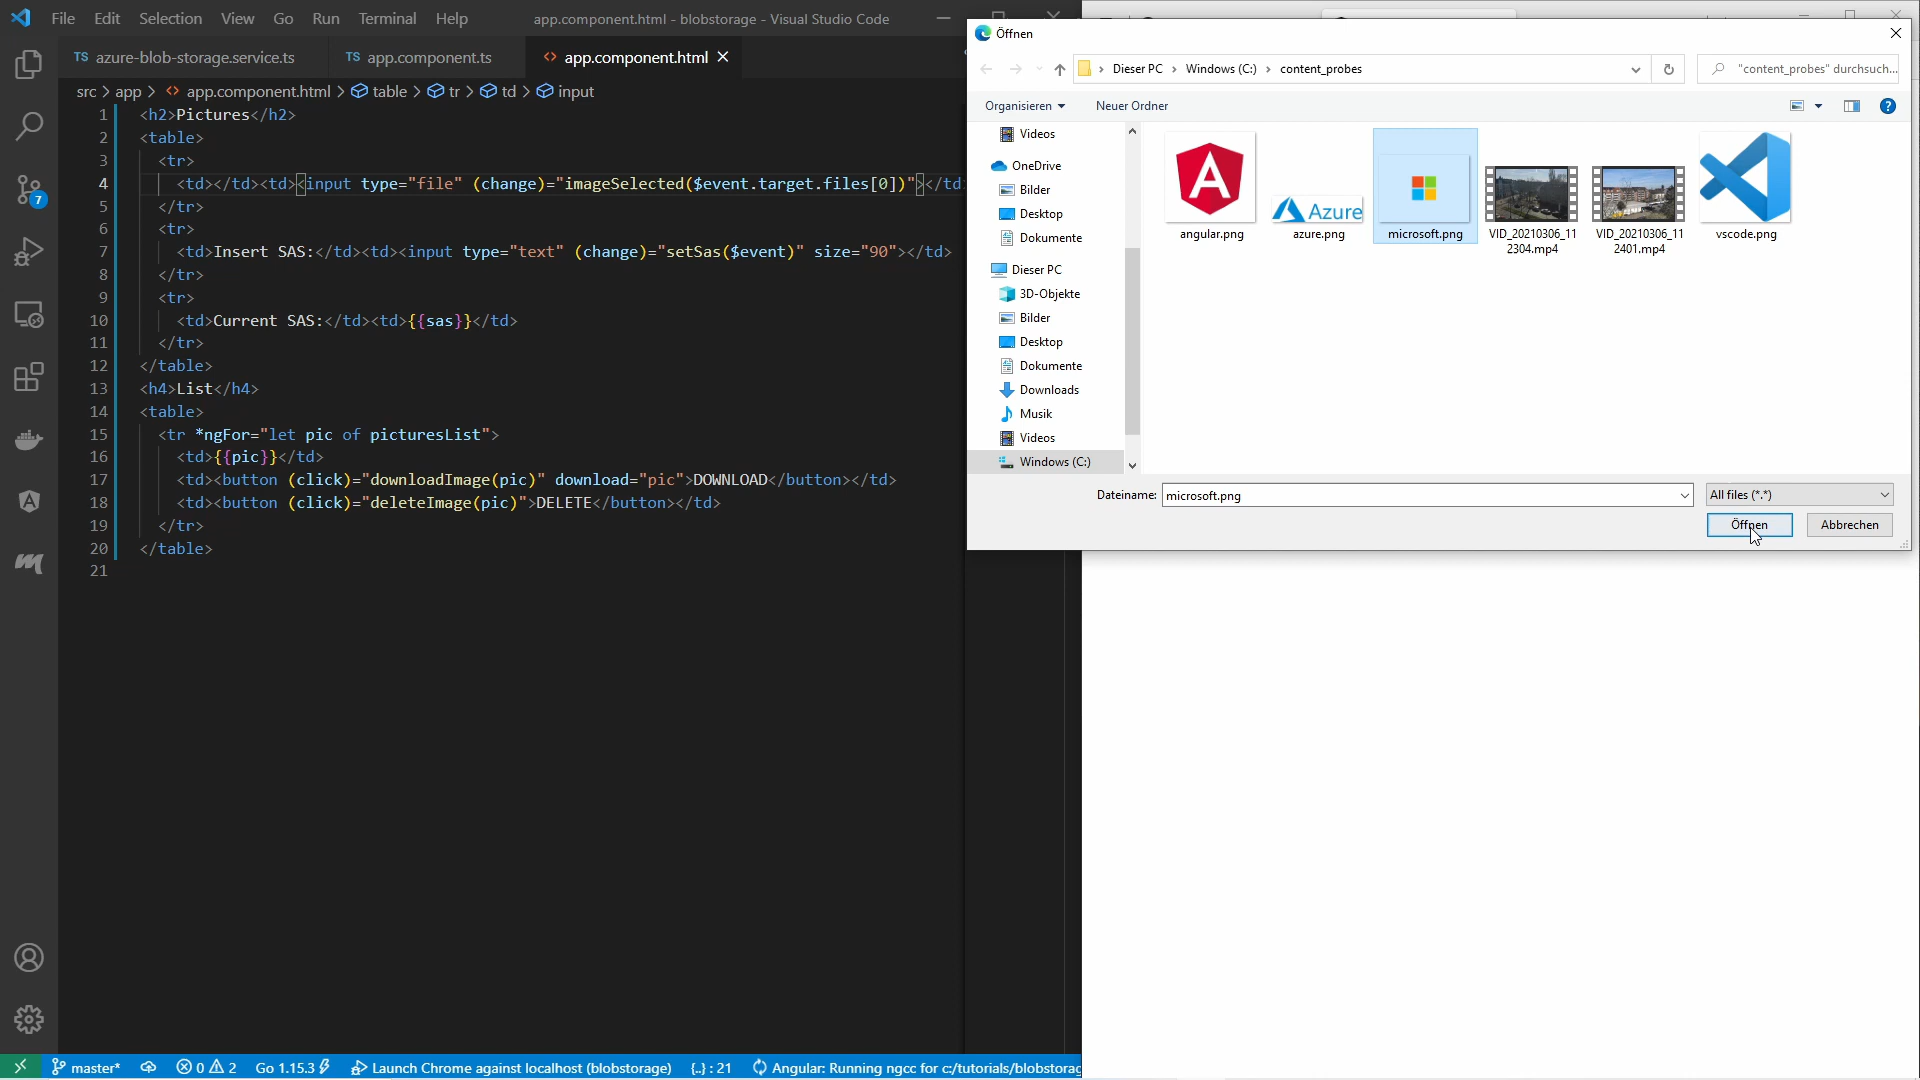 File Edit Selection View Go Run Terminal Help
app.component.html - blobstorage - Visual Studio Code
TS azure-blob-storage.service.ts
TS app.component.ts
<> app.component.html
src > app > <> app.component.html > table > tr > td > input
1 <h2>Pictures</h2>
2 <table>
3 <tr>
4 <td></td><td><input type="file" (change)="imageSelected($event.target.files[0])"></td
5 </tr>
6 <tr>
7 <td>Insert SAS:</td><td><input type="text" (change)="setSas($event)" size="90"></td>
8 </tr>
9 <tr>
10 <td>Current SAS:</td><td>{{sas}}</td>
11 </tr>
12 </table>
13 <h4>List</h4>
14 <table>
15 <tr *ngFor="let pic of picturesList">
16 <td>{{pic}}</td>
17 <td><button (click)="downloadImage(pic)" download="pic">DOWNLOAD</button></td>
18 <td><button (click)="deleteImage(pic)">DELETE</button></td>
19 </tr>
20 </table>
21
7
master* 0 2 Go 1.15.3 Launch Chrome against localhost (blobstorage) {..} : 21 Angular: Running ngcc for c:/tutorials/blobstorag
Öffnen
Dieser PC > Windows (C:) > content_probes
"content_probes" durchsuch...
Organisieren Neuer Ordner
Videos
OneDrive
Bilder
Desktop
Dokumente
Dieser PC
3D-Objekte
Bilder
Desktop
Dokumente
Downloads
Musik
Videos
Windows (C:)
Azure
angular.png
azure.png
microsoft.png
VID_20210306_11
2304.mp4
VID_20210306_11
2401.mp4
vscode.png
Dateiname: microsoft.png
All files (*.*)
Öffnen Abbrechen